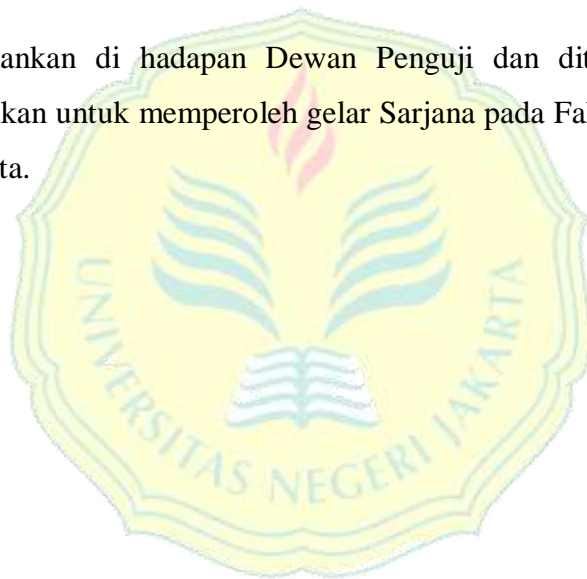 ankan di hadapan Dewan Penguji dan dit
kan untuk memperoleh gelar Sarjana pada Fa
ta.
UNIVERSITAS NEGERI JAKARTA